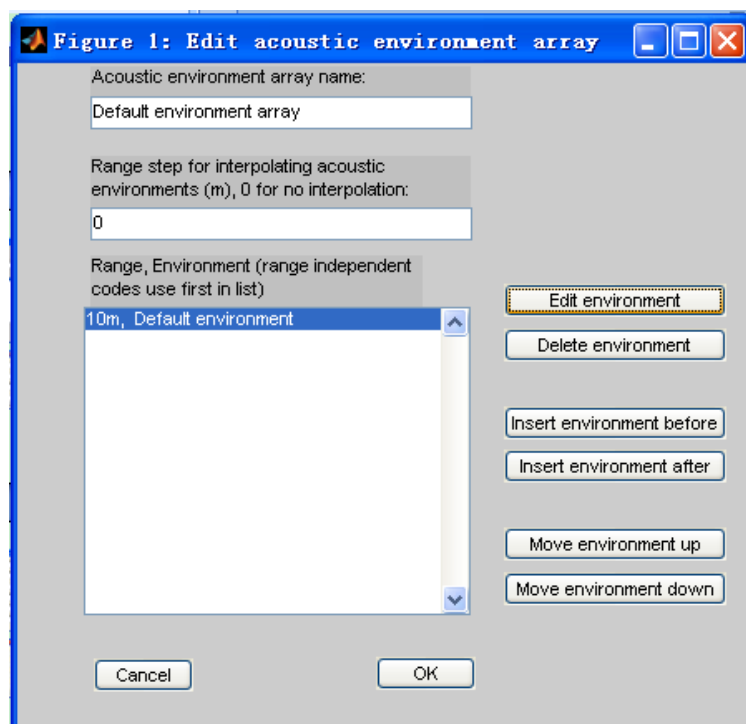 Figure 1: Edit acoustic environment array
Acoustic environment array name:
Default environment array
Range step for interpolating acoustic
environments (m), 0 for no interpolation:
0
Range, Environment (range independent
codes use first in list)
10m, Default environment
Edit environment
Delete environment
Insert environment before
Insert environment after
Move environment up
Move environment down
Cancel
OK